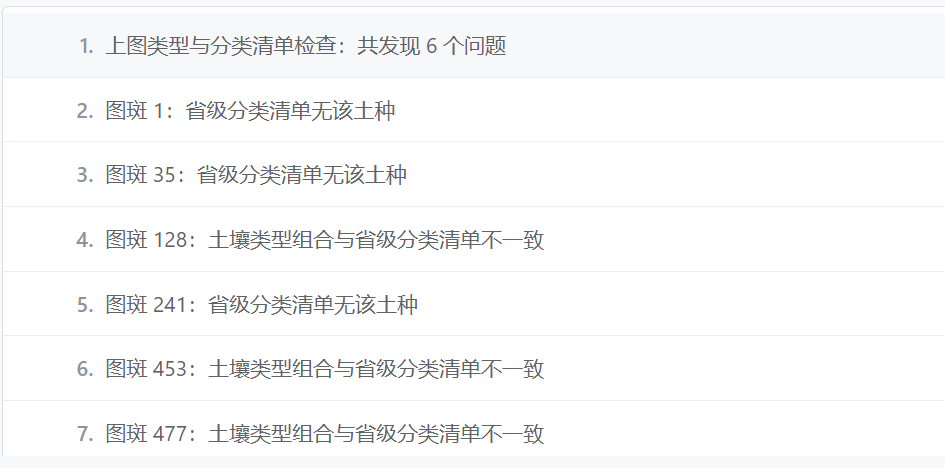 1. 上图类型与分类清单检查：共发现 6 个问题
2. 图斑 1：省级分类清单无该土种
3. 图斑 35：省级分类清单无该土种
4. 图斑 128：土壤类型组合与省级分类清单不一致
5. 图斑 241：省级分类清单无该土种
6. 图斑 453：土壤类型组合与省级分类清单不一致
7. 图斑 477：土壤类型组合与省级分类清单不一致